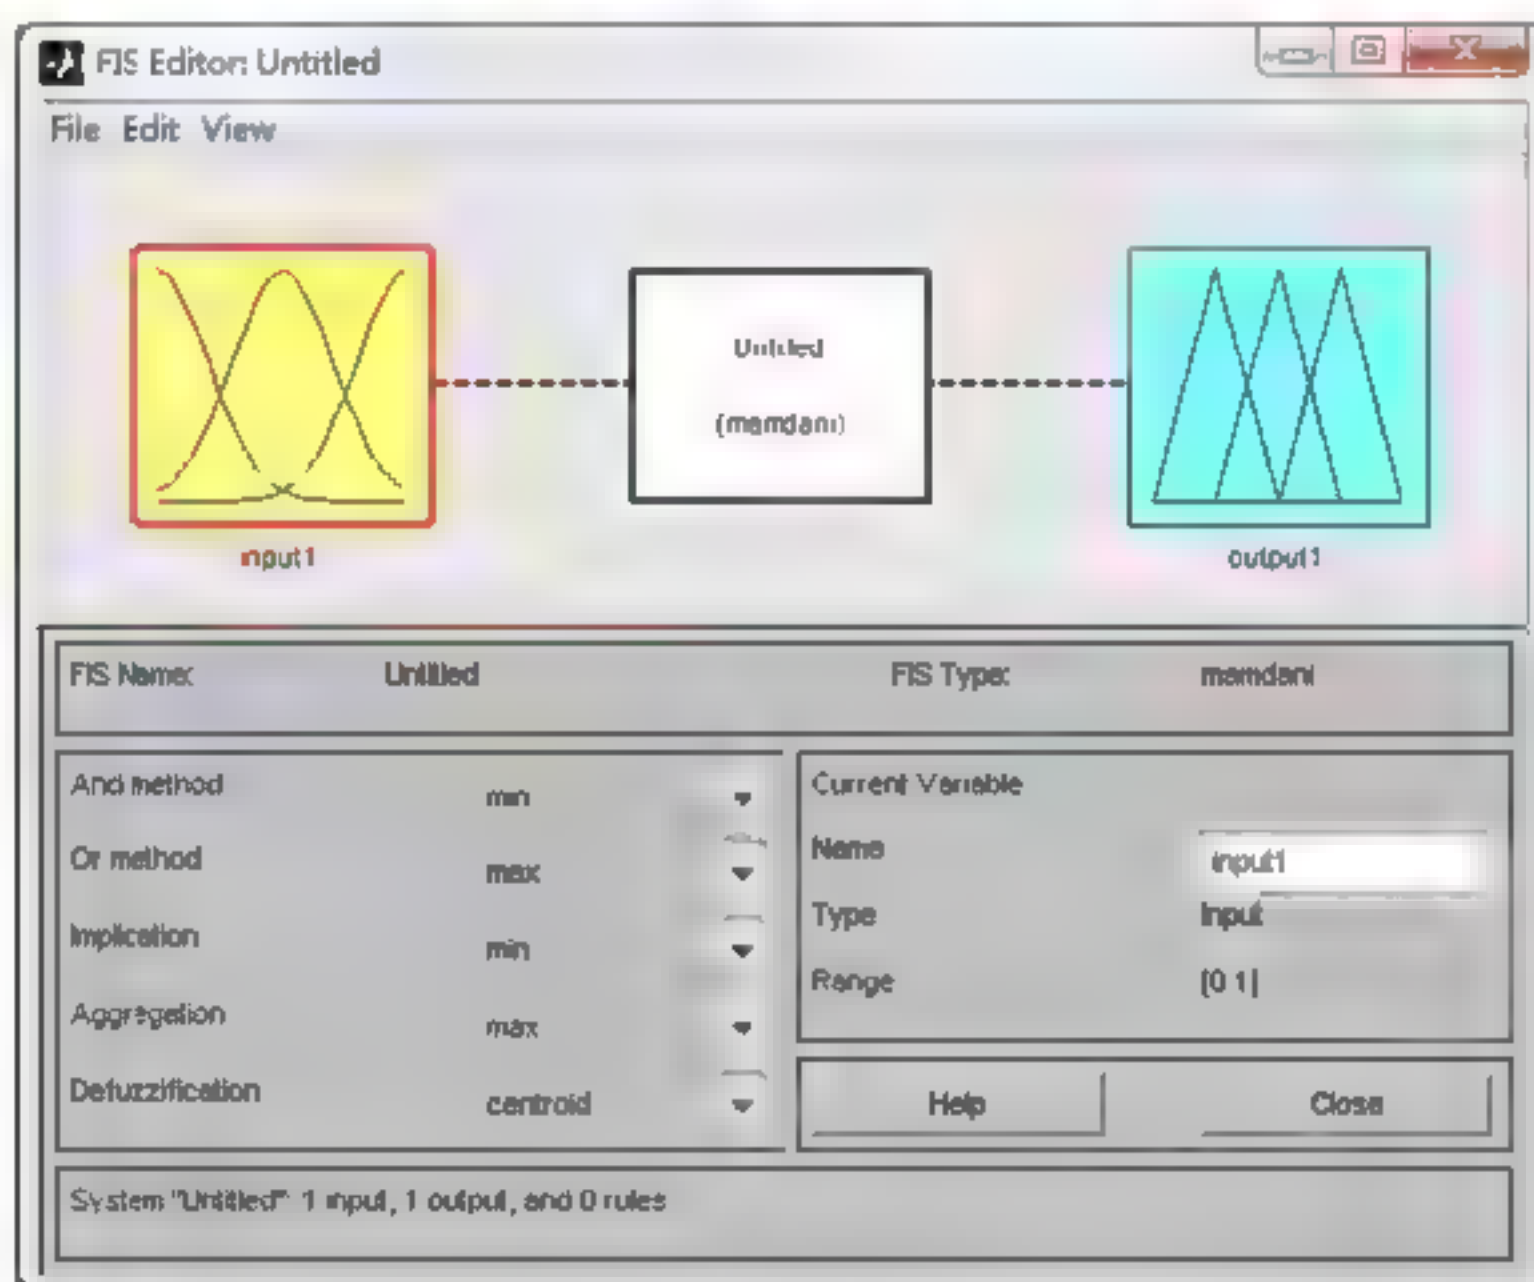 FIS Editor: Untitled
File Edit View
Untitled
(mamdani)
input1
output1
FIS Name: Untitled FIS Type: mamdani
And method min
Or method max
Implication min
Aggregation max
Defuzzification centroid
Current Variable
Name input1
Type input
Range [0 1]
Help Close
System "Untitled": 1 input, 1 output, and 0 rules